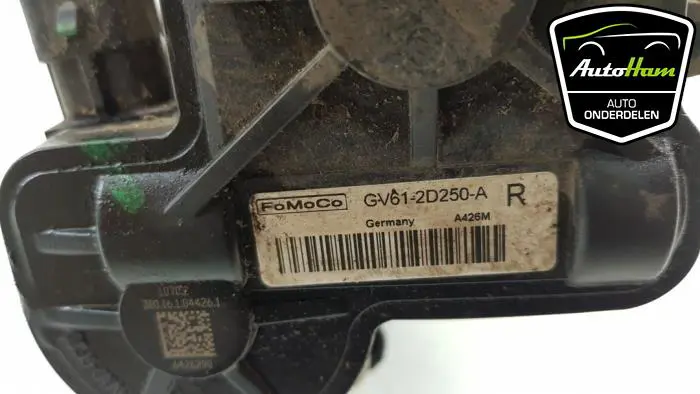 AutoHam
AUTO
ONDERDELEN
FoMoCo GV61-2D250-A R
Germany A426M